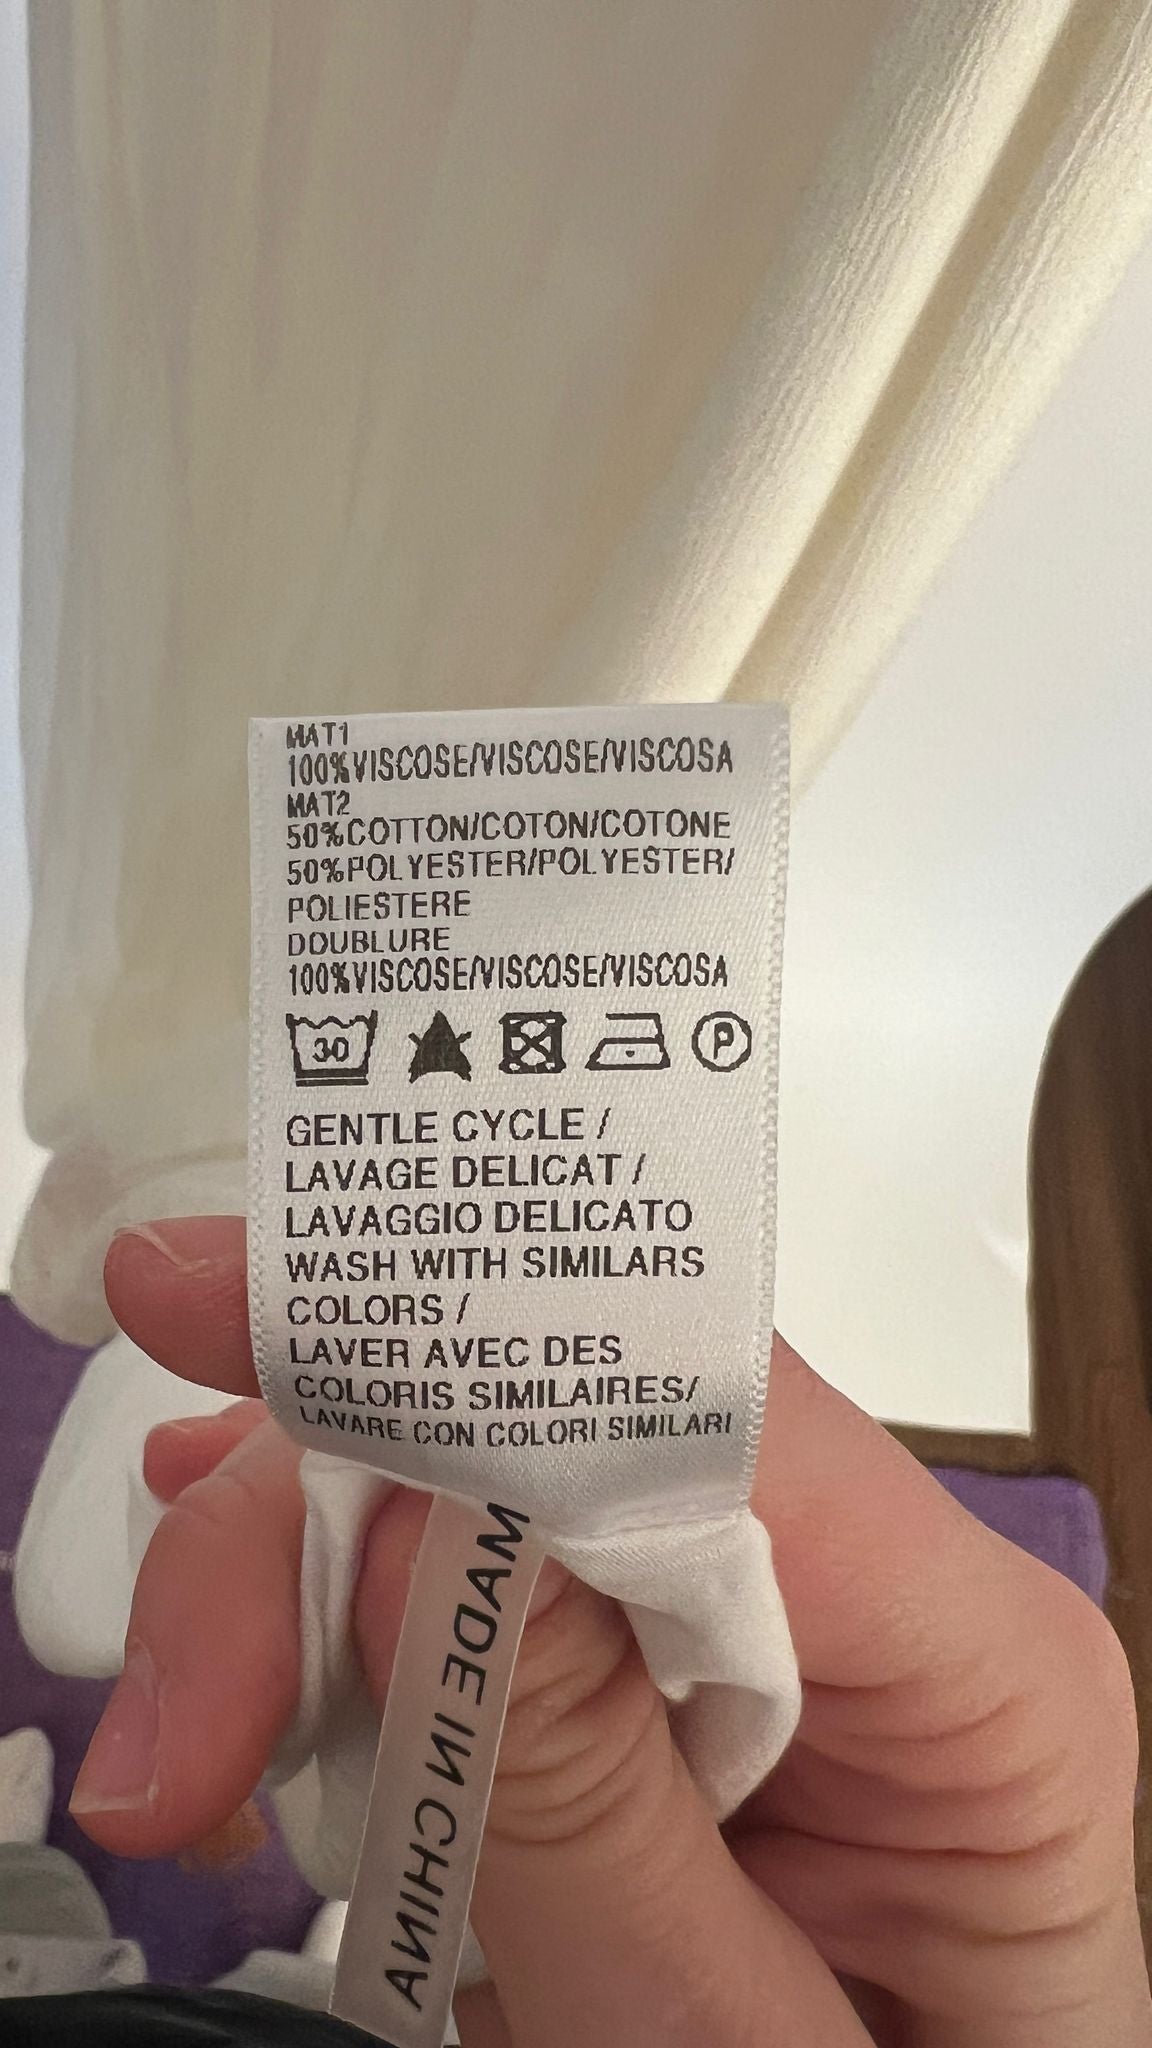 MAT1
100%VISCOSE/VISCOSE/VISCOSA
MAT2
50%COTTON/COTON/COTONE
50%POLYESTER/POLYESTER/
POLIESTERE
DOUBLURE
100%VISCOSE/VISCOSE/VISCOSA
30 P
GENTLE CYCLE /
LAVAGE DELICAT /
LAVAGGIO DELICATO
WASH WITH SIMILARS
COLORS /
LAVER AVEC DES
COLORIS SIMILAIRES/
LAVARE CON COLORI SIMILARI
MADE IN CHINA